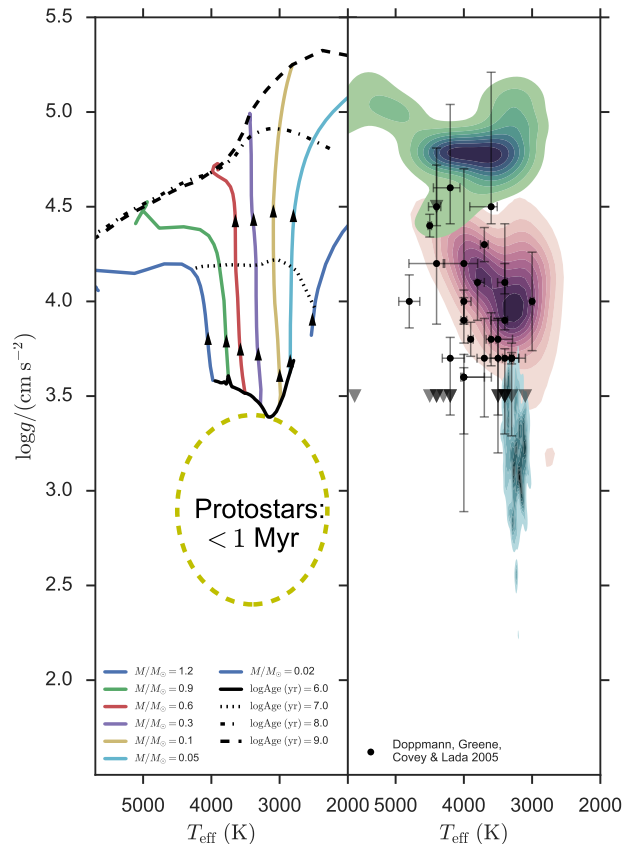 5.5
5.0
4.5
4.0
3.5
3.0
2.5
2.0
log g/(cm s⁻²)
Protostars:
< 1 Myr
M/M⊙ = 1.2
M/M⊙ = 0.9
M/M⊙ = 0.6
M/M⊙ = 0.3
M/M⊙ = 0.1
M/M⊙ = 0.05
M/M⊙ = 0.02
logAge (yr) = 6.0
logAge (yr) = 7.0
logAge (yr) = 8.0
logAge (yr) = 9.0
5000 4000 3000 2000
T_eff (K)
Doppmann, Greene,
Covey & Lada 2005
5000 4000 3000 2000
T_eff (K)